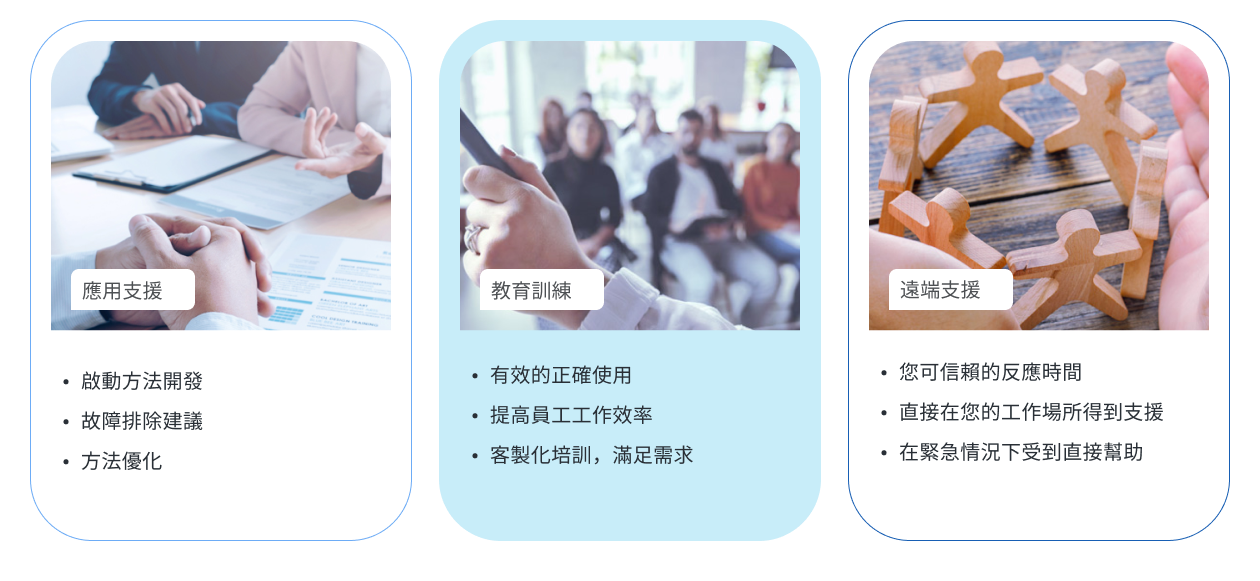 應用支援
• 啟動方法開發
• 故障排除建議
• 方法優化
教育訓練
• 有效的正確使用
• 提高員工工作效率
• 客製化培訓，滿足需求
遠端支援
• 您可信賴的反應時間
• 直接在您的工作場所得到支援
• 在緊急情況下受到直接幫助